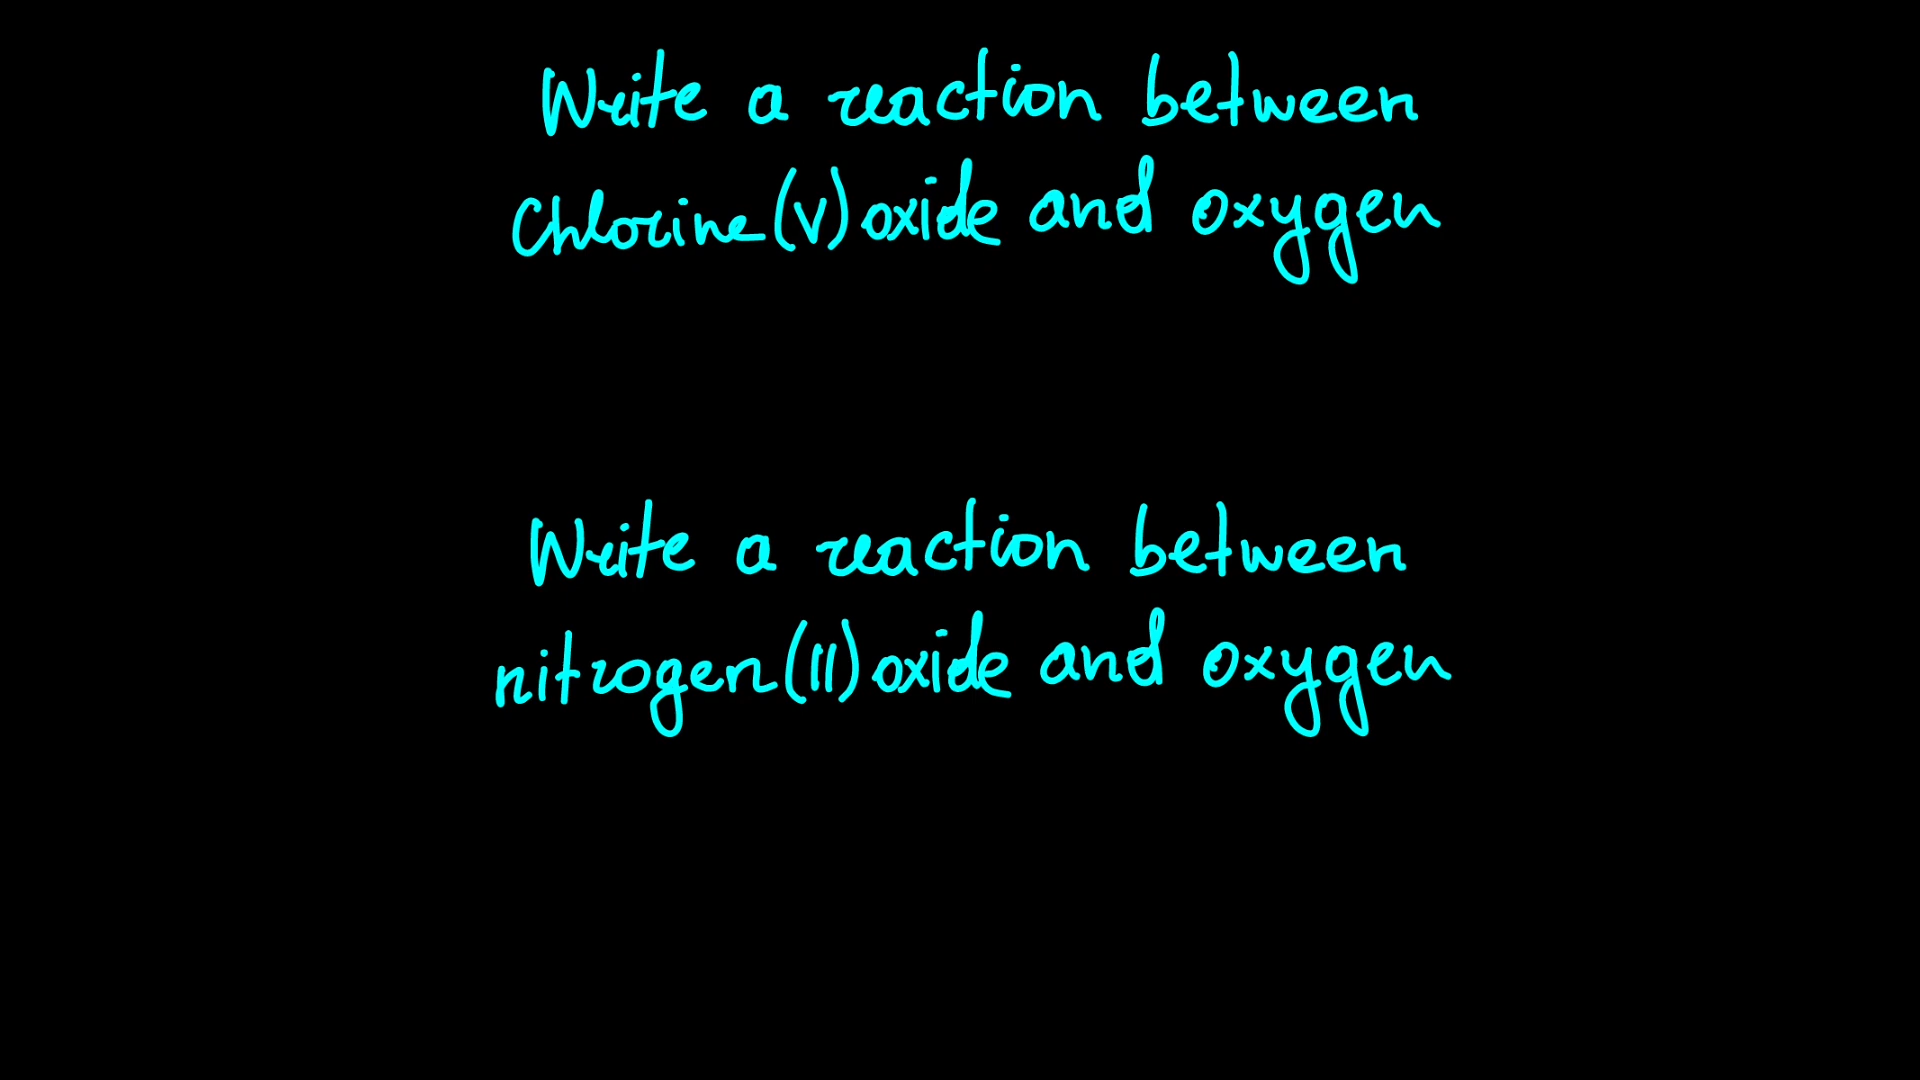 Write a reaction between
Chlorine(V)oxide and oxygen
Write a reaction between
nitrogen(II)oxide and oxygen